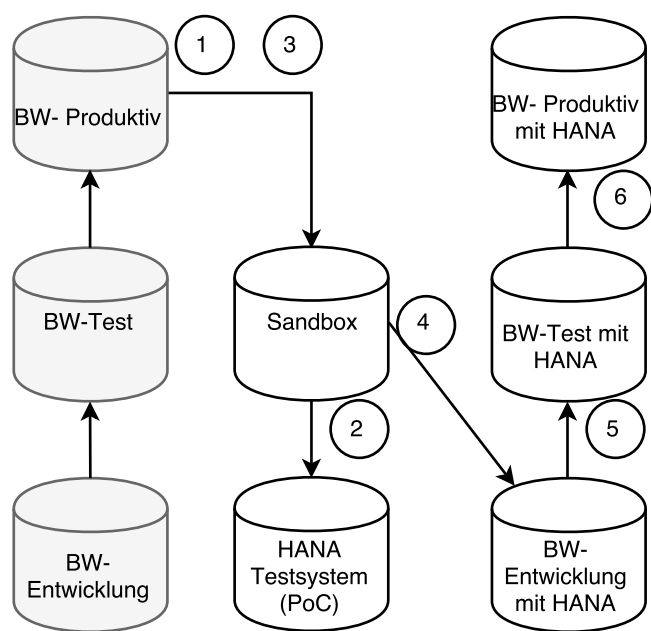 1
3
BW- Produktiv
BW- Produktiv
mit HANA
6
BW-Test
Sandbox
4
BW-Test mit
HANA
2
5
BW-
Entwicklung
HANA
Testsystem
(PoC)
BW-
Entwicklung
mit HANA